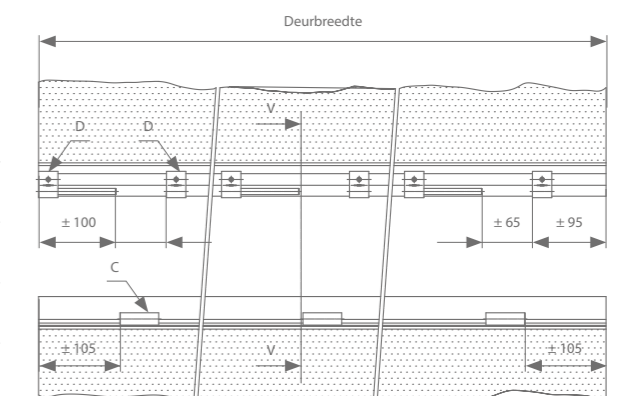 Deurbreedte
V
D D
± 100 ± 65 ± 95
C
± 105 V ± 105